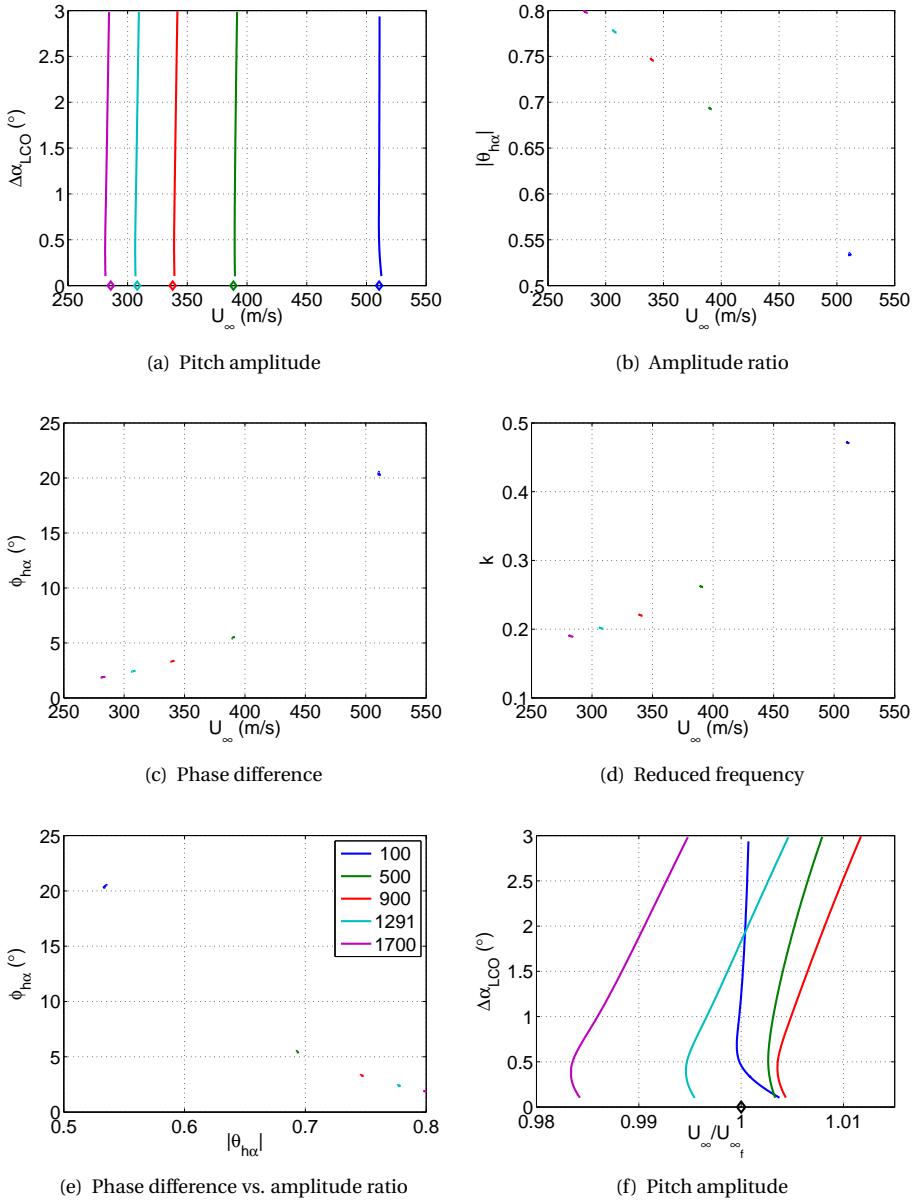 3
2.5
2
1.5
1
0.5
0
Δα_LCO (°)
250 300 350 400 450 500 550
U_∞ (m/s)
(a) Pitch amplitude
0.8
0.75
0.7
0.65
0.6
0.55
0.5
|θ_hα|
250 300 350 400 450 500 550
U_∞ (m/s)
(b) Amplitude ratio
25
20
15
10
5
0
ϕ_hα (°)
250 300 350 400 450 500 550
U_∞ (m/s)
(c) Phase difference
0.5
0.4
0.3
0.2
0.1
k
250 300 350 400 450 500 550
U_∞ (m/s)
(d) Reduced frequency
25
20
15
10
5
0
ϕ_hα (°)
100
500
900
1291
1700
0.5 0.6 0.7 0.8
|θ_hα|
(e) Phase difference vs. amplitude ratio
3
2.5
2
1.5
1
0.5
0
Δα_LCO (°)
0.98 0.99 1 1.01
U_∞/U_∞_f
(f) Pitch amplitude